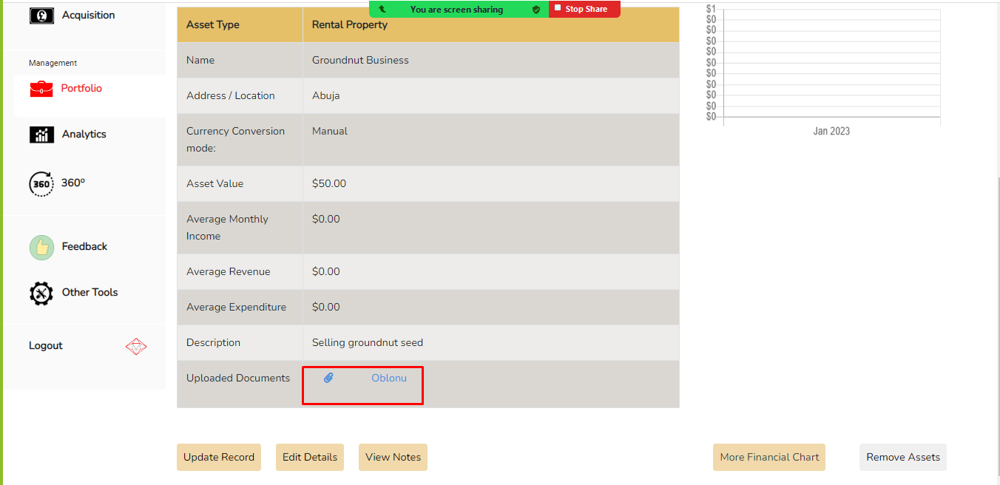 You are screen sharing
Stop Share
Acquisition
Management
Portfolio
Analytics
360
360º
Feedback
Other Tools
Logout
Asset Type Rental Property
Name Groundnut Business
Address / Location Abuja
Currency Conversion Manual
mode:
Asset Value $50.00
Average Monthly $0.00
Income
Average Revenue $0.00
Average Expenditure $0.00
Description Selling groundnut seed
Uploaded Documents Oblonu
Update Record
Edit Details
View Notes
$1
$0
$0
$0
$0
$0
$0
$0
$0
$0
$0
Jan 2023
More Financial Chart
Remove Assets